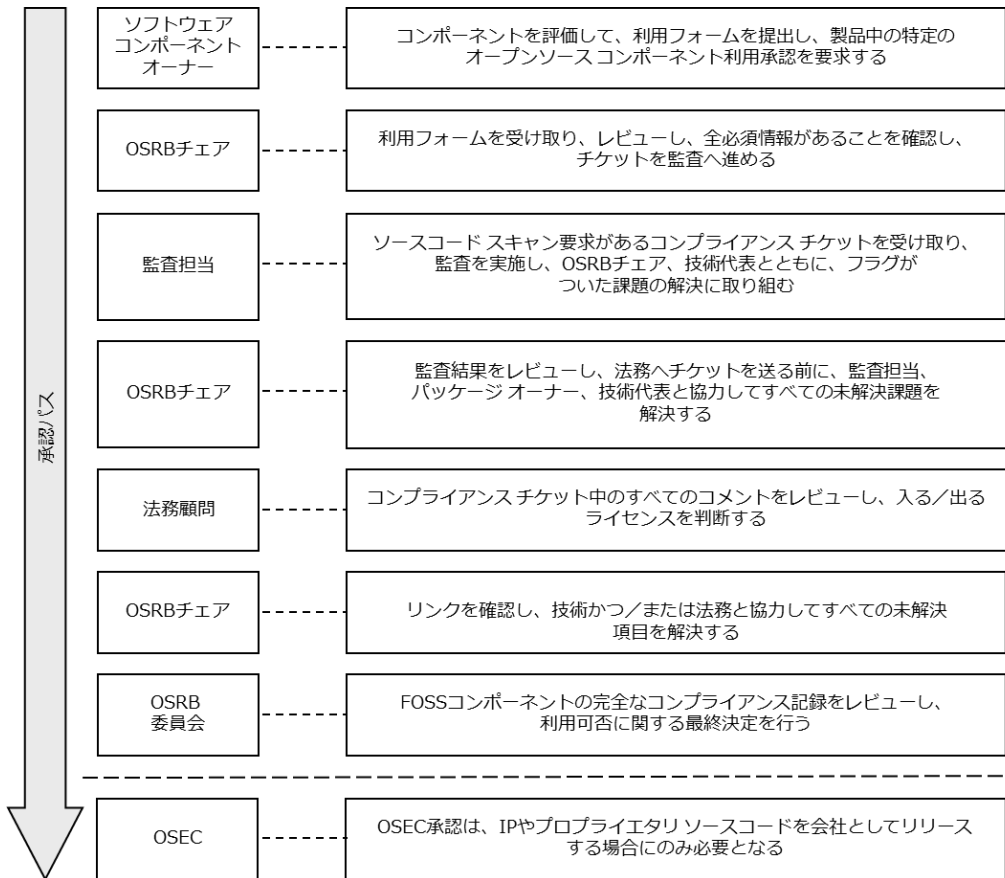 ソフトウェア
コンポーネント
オーナー
コンポーネントを評価して、利用フォームを提出し、製品中の特定の
オープンソース コンポーネント利用承認を要求する
OSRBチェア
利用フォームを受け取り、レビューし、全必須情報があることを確認し、
チケットを監査へ進める
監査担当
ソースコード スキャン要求があるコンプライアンス チケットを受け取り、
監査を実施し、OSRBチェア、技術代表とともに、フラグが
ついた課題の解決に取り組む
OSRBチェア
監査結果をレビューし、法務へチケットを送る前に、監査担当、
パッケージ オーナー、技術代表と協力してすべての未解決課題を
解決する
承認パス
法務顧問
コンプライアンス チケット中のすべてのコメントをレビューし、入る／出る
ライセンスを判断する
OSRBチェア
リンクを確認し、技術かつ／または法務と協力してすべての未解決
項目を解決する
OSRB
委員会
FOSSコンポーネントの完全なコンプライアンス記録をレビューし、
利用可否に関する最終決定を行う
OSEC
OSEC承認は、IPやプロプライエタリ ソースコードを会社としてリリース
する場合にのみ必要となる